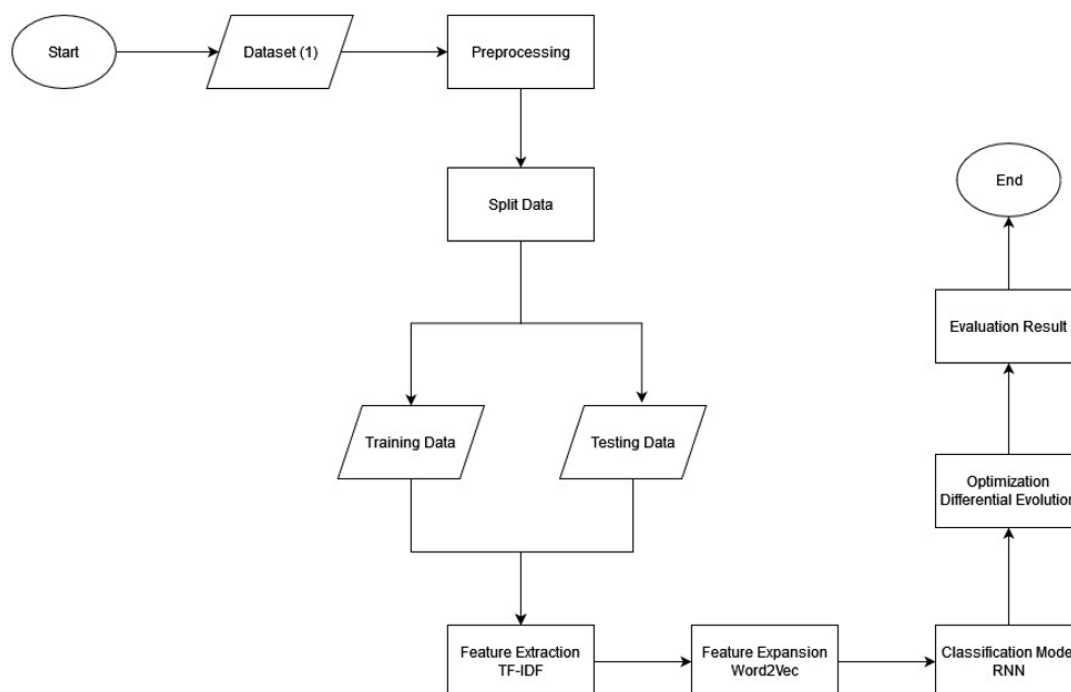 Start
Dataset (1)
Preprocessing
Split Data
Training Data
Testing Data
Feature Extraction
TF-IDF
Feature Expansion
Word2Vec
Classification Model
RNN
Optimization
Differential Evolution
Evaluation Result
End